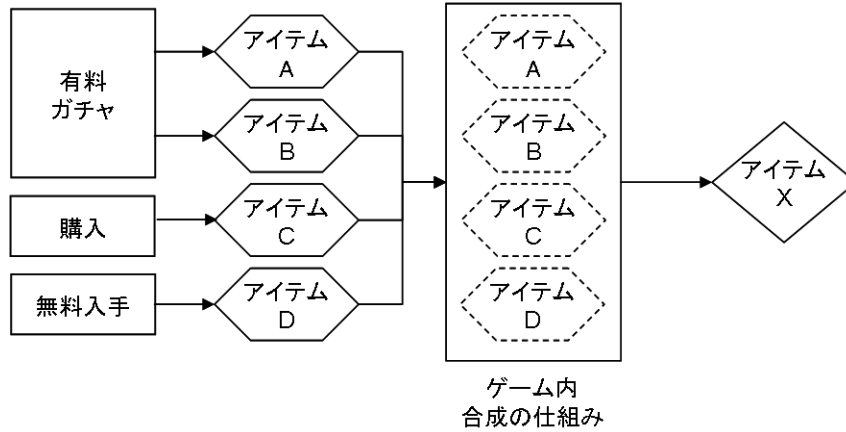 有料
ガチャ
購入
無料入手
アイテム
A
アイテム
B
アイテム
C
アイテム
D
アイテム
A
アイテム
B
アイテム
C
アイテム
D
ゲーム内
合成の仕組み
アイテム
X